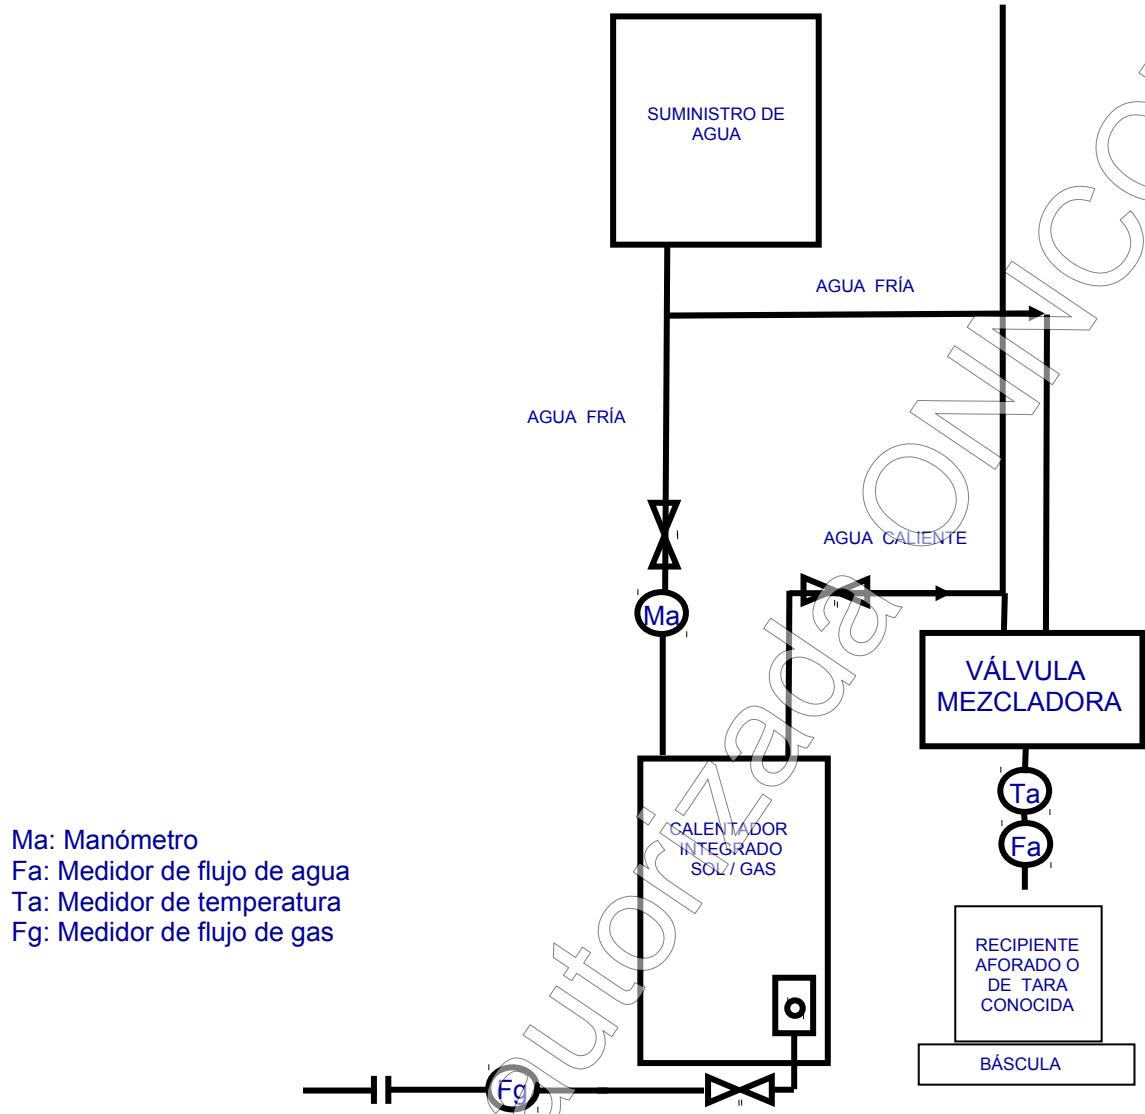 SUMINISTRO DE
AGUA
AGUA FRÍA
AGUA FRÍA
AGUA CALIENTE
Ma
VÁLVULA
MEZCLADORA
Ta
Fa
CALENTADOR
INTEGRADO
SOL / GAS
Ma: Manómetro
Fa: Medidor de flujo de agua
Ta: Medidor de temperatura
Fg: Medidor de flujo de gas
RECIPIENTE
AFORADO O
DE TARA
CONOCIDA
BÁSCULA
Fg
autorizada ONNCC